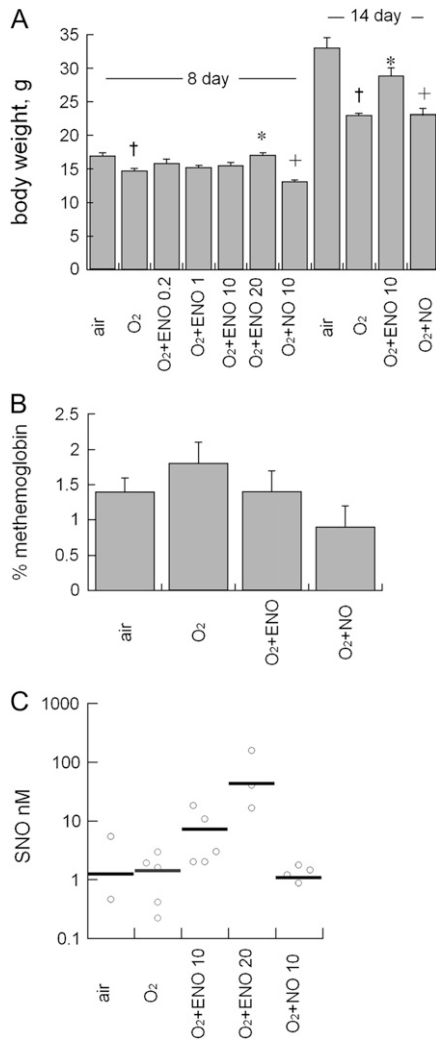 A
— 14 day —
8 day
body weight, g
35
30
25
20
15
10
5
0
†
*
+
†
*
+
air
O₂
O₂+ENO 0.2
O₂+ENO 1
O₂+ENO 10
O₂+ENO 20
O₂+NO 10
air
O₂
O₂+ENO 10
O₂+NO
B
% methemoglobin
2.5
2
1.5
1
0.5
0
air
O₂
O₂+ENO
O₂+NO
C
SNO nM
1000
100
10
1
0.1
air
O₂
O₂+ENO 10
O₂+ENO 20
O₂+NO 10